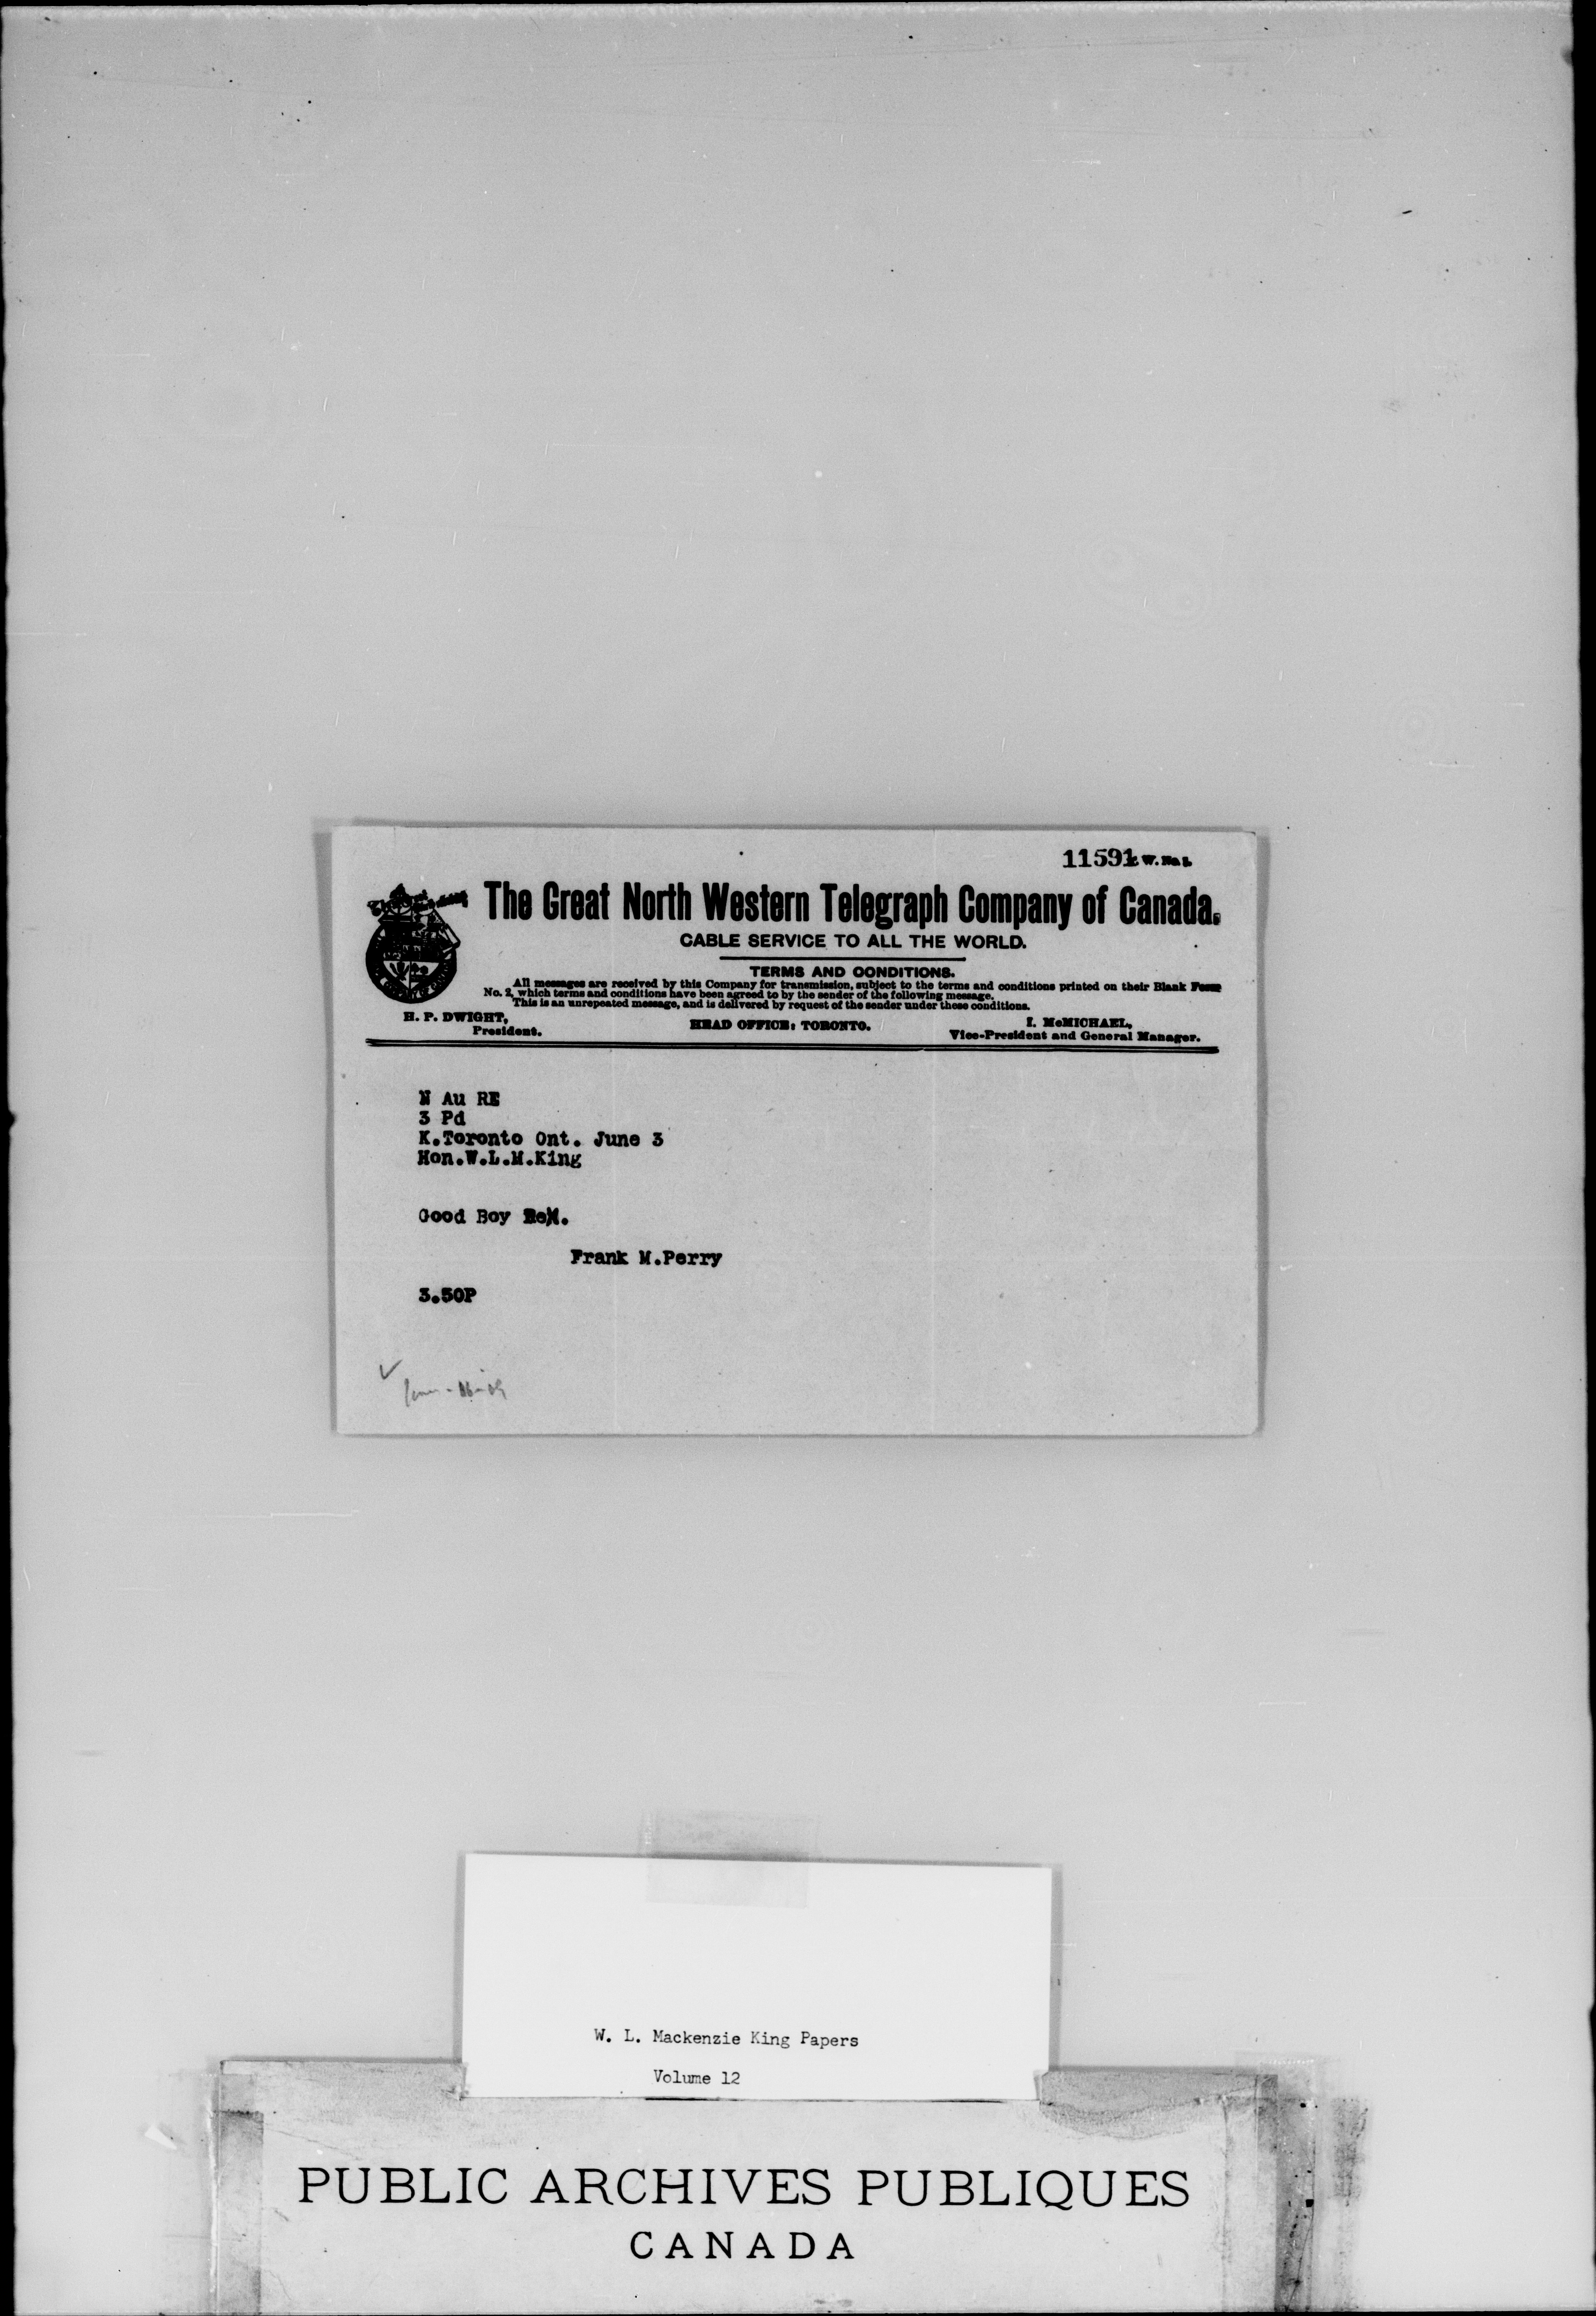 11591
W. No 1.
The Great North Western Telegraph Company of Canada.
CABLE SERVICE TO ALL THE WORLD.
TERMS AND CONDITIONS.
All messages are received by this Company for transmission, subject to the terms and conditions printed on their Blank Form
No. 2, which terms and conditions have been agreed to by the sender of the following message.
This is an unrepeated message, and is delivered by request of the sender under these conditions.
H. P. DWIGHT,
President.
HEAD OFFICE: TORONTO.
I. McMICHAEL,
Vice-President and General Manager.
N Au RE
3 Pd
K.Toronto Ont. June 3
Hon.W.L.M.King
Good Boy
Frank M.Perry
3.50P
W. L. Mackenzie King Papers
Volume 12
PUBLIC ARCHIVES PUBLIQUES
CANADA